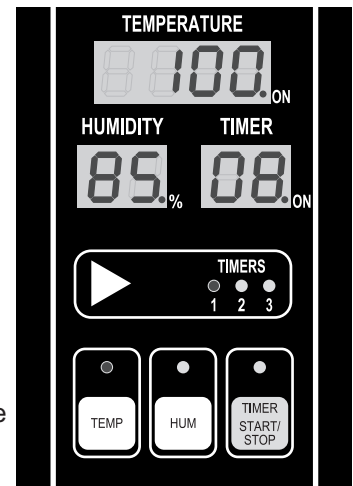 TEMPERATURE
100. ON
HUMIDITY TIMER
85. % 08. ON
TIMERS
1 2 3
e
TEMP HUM TIMER
START/
STOP